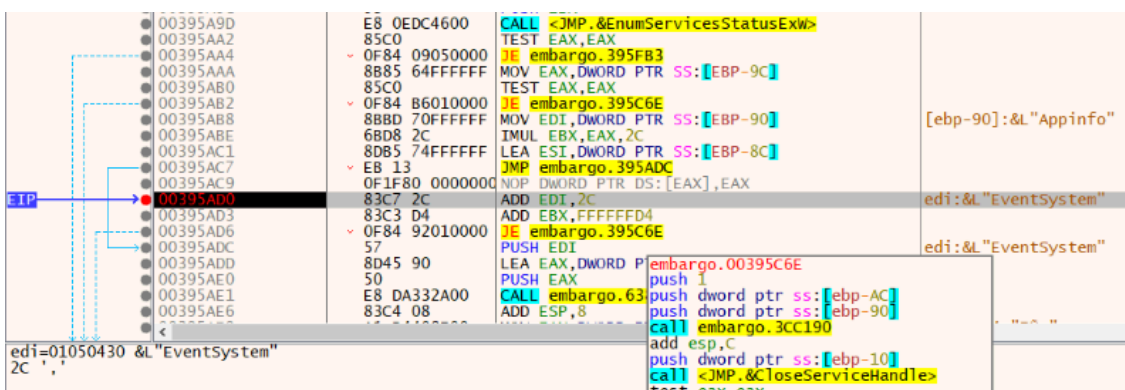 00395A9D E8 0EDC4600 CALL <JMP.&EnumServicesStatusExW>
00395AA2 85C0 TEST EAX,EAX
00395AA4 0F84 09050000 JE embargo.395FB3
00395AAA 8B85 64FFFFFF MOV EAX,DWORD PTR SS:[EBP-9C]
00395AB0 85C0 TEST EAX,EAX
00395AB2 0F84 B6010000 JE embargo.395C6E
00395AB8 8BBD 70FFFFFF MOV EDI,DWORD PTR SS:[EBP-90] [ebp-90]:&L"Appinfo"
00395ABE 6BD8 2C IMUL EBX,EAX,2C
00395AC1 8DB5 74FFFFFF LEA ESI,DWORD PTR SS:[EBP-8C]
00395AC7 EB 13 JMP embargo.395ADC
00395AC9 0F1F80 0000000 NOP DWORD PTR DS:[EAX],EAX
EIP 00395AD0 83C7 2C ADD EDI,2C edi:&L"EventSystem"
00395AD3 83C3 D4 ADD EBX,FFFFFFD4
00395AD6 0F84 92010000 JE embargo.395C6E
00395ADC 57 PUSH EDI edi:&L"EventSystem"
00395ADD 8D45 90 LEA EAX,DWORD P
00395AE0 50 PUSH EAX
00395AE1 E8 DA332A00 CALL embargo.63
00395AE6 83C4 08 ADD ESP,8
embargo.00395C6E
push 1
push dword ptr ss:[ebp-AC]
push dword ptr ss:[ebp-90]
call embargo.3CC190
add esp,C
push dword ptr ss:[ebp-10]
call <JMP.&CloseServiceHandle>
edi=01050430 &L"EventSystem"
2C ','